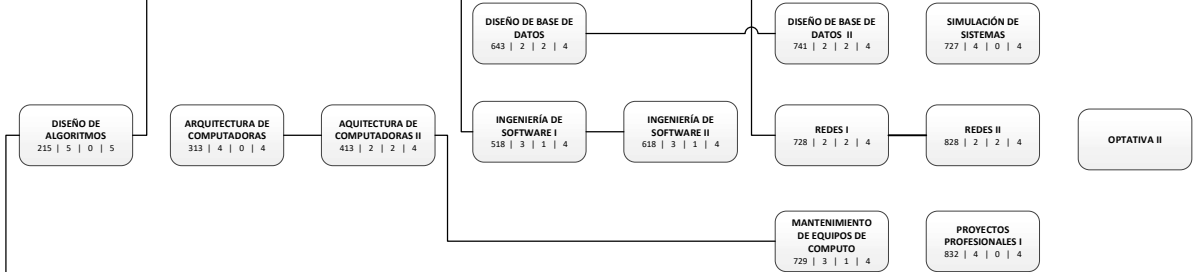 DISEÑO DE BASE DE
DATOS
643 | 2 | 2 | 4
DISEÑO DE BASE DE
DATOS II
741 | 2 | 2 | 4
SIMULACIÓN DE
SISTEMAS
727 | 4 | 0 | 4
DISEÑO DE
ALGORITMOS
215 | 5 | 0 | 5
ARQUITECTURA DE
COMPUTADORAS
313 | 4 | 0 | 4
AQUITECTURA DE
COMPUTADORAS II
413 | 2 | 2 | 4
INGENIERÍA DE
SOFTWARE I
518 | 3 | 1 | 4
INGENIERÍA DE
SOFTWARE II
618 | 3 | 1 | 4
REDES I
728 | 2 | 2 | 4
REDES II
828 | 2 | 2 | 4
OPTATIVA II
MANTENIMIENTO
DE EQUIPOS DE
COMPUTO
729 | 3 | 1 | 4
PROYECTOS
PROFESIONALES I
832 | 4 | 0 | 4